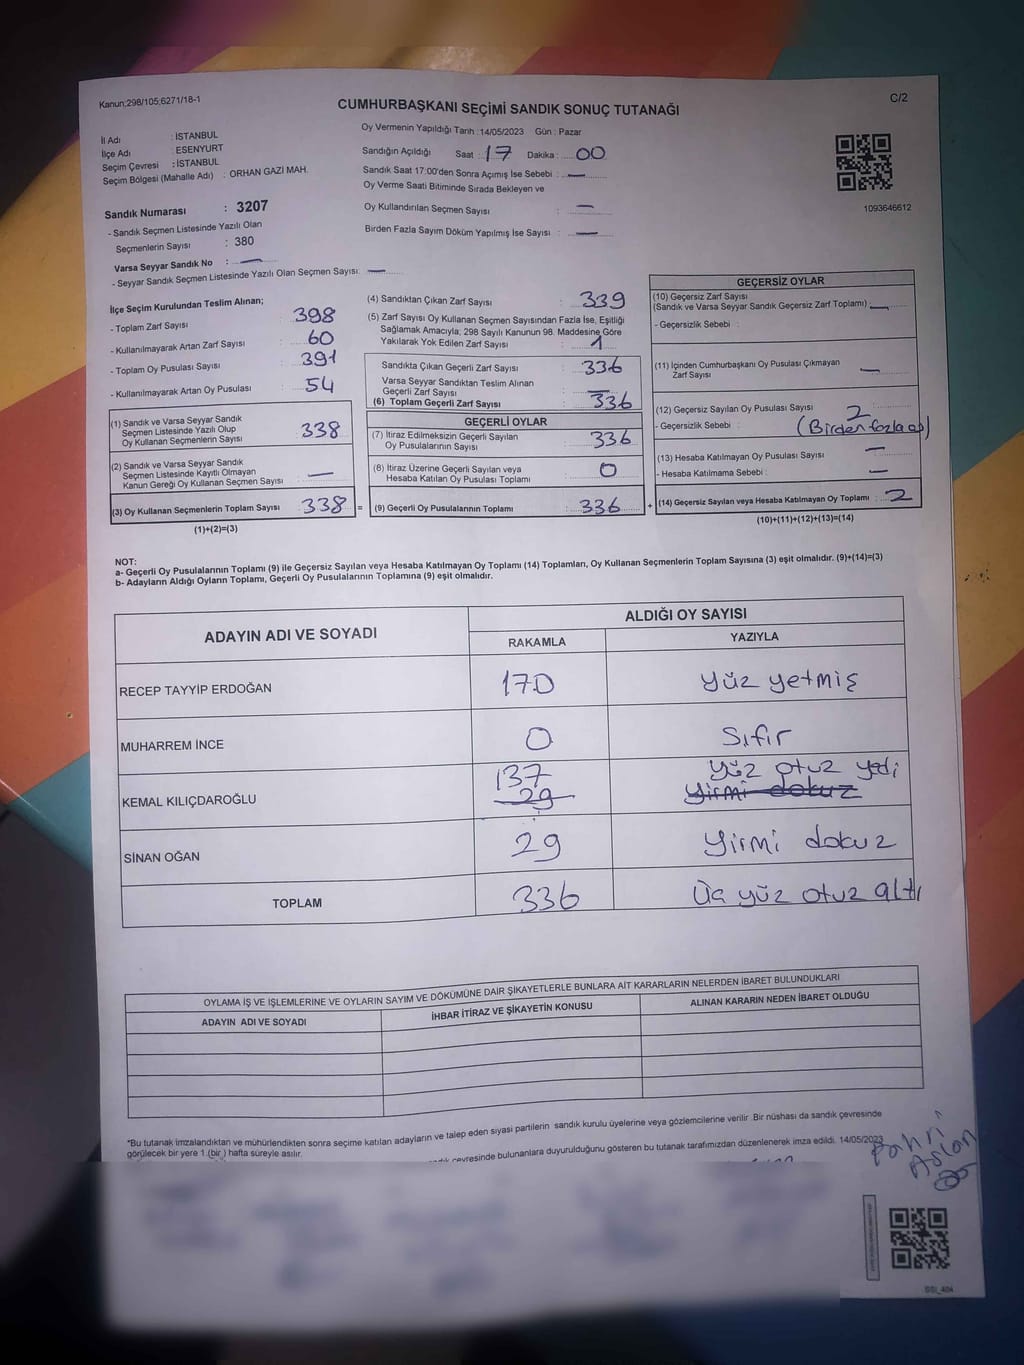 Kanun;298/105;6271/18-1
C/2
CUMHURBAŞKANI SEÇİMİ SANDIK SONUÇ TUTANAĞI
İl Adı : İSTANBUL
İlçe Adı : ESENYURT
Seçim Çevresi : İSTANBUL
Seçim Bölgesi (Mahalle Adı) : ORHAN GAZİ MAH.
Oy Vermenin Yapıldığı Tarih : 14/05/2023 Gün : Pazar
Sandığın Açıldığı Saat : 17 Dakika : 00
Sandık Saat 17:00'den Sonra Açımış İse Sebebi : —
Oy Verme Saati Bitiminde Sırada Bekleyen ve
Oy Kullandırılan Seçmen Sayısı : —
Birden Fazla Sayım Döküm Yapılmış İse Sayısı : —
1093646612
Sandık Numarası : 3207
- Sandık Seçmen Listesinde Yazılı Olan
Seçmenlerin Sayısı : 380
Varsa Seyyar Sandık No : —
- Seyyar Sandık Seçmen Listesinde Yazılı Olan Seçmen Sayısı: —
İlçe Seçim Kurulundan Teslim Alınan;
- Toplam Zarf Sayısı : 398
- Kullanılmayarak Artan Zarf Sayısı : 60
- Toplam Oy Pusulası Sayısı : 391
- Kullanılmayarak Artan Oy Pusulası : 54
(1) Sandık ve Varsa Seyyar Sandık
Seçmen Listesinde Yazılı Olup
Oy Kullanan Seçmenlerin Sayısı : 338
(2) Sandık ve Varsa Seyyar Sandık
Seçmen Listesinde Kayıtlı Olmayan
Kanun Gereği Oy Kullanan Seçmen Sayısı : —
(3) Oy Kullanan Seçmenlerin Toplam Sayısı : 338 =
(1)+(2)=(3)
(4) Sandıktan Çıkan Zarf Sayısı : 339
(5) Zarf Sayısı Oy Kullanan Seçmen Sayısından Fazla İse, Eşitliği
Sağlamak Amacıyla; 298 Sayılı Kanunun 98. Maddesine Göre
Yakılarak Yok Edilen Zarf Sayısı : 1
Sandıkta Çıkan Geçerli Zarf Sayısı : 336
Varsa Seyyar Sandıktan Teslim Alınan
Geçerli Zarf Sayısı :
(6) Toplam Geçerli Zarf Sayısı : 336
GEÇERLİ OYLAR
(7) İtiraz Edilmeksizin Geçerli Sayılan
Oy Pusulalarının Sayısı : 336
(8) İtiraz Üzerine Geçerli Sayılan veya
Hesaba Katılan Oy Pusulası Toplamı : 0
(9) Geçerli Oy Pusulalarının Toplamı : 336 +
GEÇERSİZ OYLAR
(10) Geçersiz Zarf Sayısı
(Sandık ve Varsa Seyyar Sandık Geçersiz Zarf Toplamı) : —
- Geçersizlik Sebebi :
(11) İçinden Cumhurbaşkanı Oy Pusulası Çıkmayan
Zarf Sayısı : —
(12) Geçersiz Sayılan Oy Pusulası Sayısı : 2
- Geçersizlik Sebebi : (Birden fazla oy)
(13) Hesaba Katılmayan Oy Pusulası Sayısı : —
- Hesaba Katılmama Sebebi : —
(14) Geçersiz Sayılan veya Hesaba Katılmayan Oy Toplamı : 2
(10)+(11)+(12)+(13)=(14)
NOT:
a- Geçerli Oy Pusulalarının Toplamı (9) ile Geçersiz Sayılan veya Hesaba Katılmayan Oy Toplamı (14) Toplamları, Oy Kullanan Seçmenlerin Toplam Sayısına (3) eşit olmalıdır. (9)+(14)=(3)
b- Adayların Aldığı Oyların Toplamı, Geçerli Oy Pusulalarının Toplamına (9) eşit olmalıdır.
ADAYIN ADI VE SOYADI
ALDIĞI OY SAYISI
RAKAMLA YAZIYLA
RECEP TAYYİP ERDOĞAN 170 yüz yetmiş
MUHARREM İNCE 0 Sıfır
137 yüz otuz yedi
KEMAL KILIÇDAROĞLU 29 yirmi dokuz
SİNAN OĞAN 29 Yirmi dokuz
TOPLAM 336 Üç yüz otuz altı
OYLAMA İŞ VE İŞLEMLERİNE VE OYLARIN SAYIM VE DÖKÜMÜNE DAİR ŞİKAYETLERLE BUNLARA AİT KARARLARIN NELERDEN İBARET BULUNDUKLARI
ADAYIN ADI VE SOYADI İHBAR İTİRAZ VE ŞİKAYETİN KONUSU ALINAN KARARIN NEDEN İBARET OLDUĞU
*Bu tutanak imzalandıktan ve mühürlendikten sonra seçime katılan adayların ve talep eden siyasi partilerin sandık kurulu üyelerine veya gözlemcilerine verilir. Bir nüshası da sandık çevresinde
görülecek bir yere 1 (bir ) hafta süreyle asılır.
çevresinde bulunanlara duyurulduğunu gösteren bu tutanak tarafımızdan düzenlenerek imza edildi. 14/05/2023
Aslan